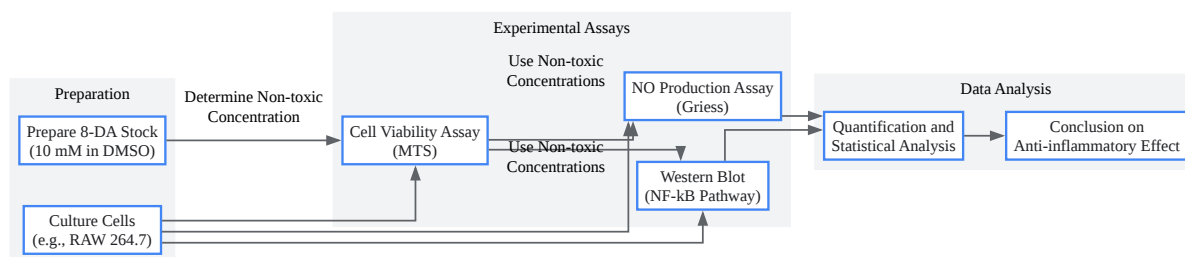 Experimental Assays
Use Non-toxic
Concentrations
Preparation
Determine Non-toxic
Concentration
NO Production Assay
(Griess)
Data Analysis
Prepare 8-DA Stock
(10 mM in DMSO)
Cell Viability Assay
(MTS)
Quantification and
Statistical Analysis
Conclusion on
Anti-inflammatory Effect
Use Non-toxic
Concentrations
Western Blot
(NF-kB Pathway)
Culture Cells
(e.g., RAW 264.7)